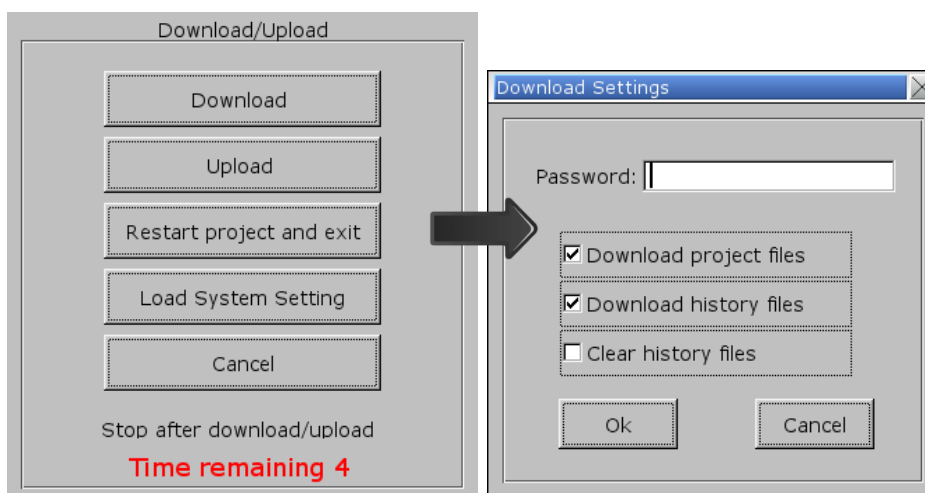 Download/Upload
Download
Upload
Restart project and exit
Load System Setting
Cancel
Stop after download/upload
Time remaining 4
Download Settings
Password:
Download project files
Download history files
Clear history files
Ok
Cancel